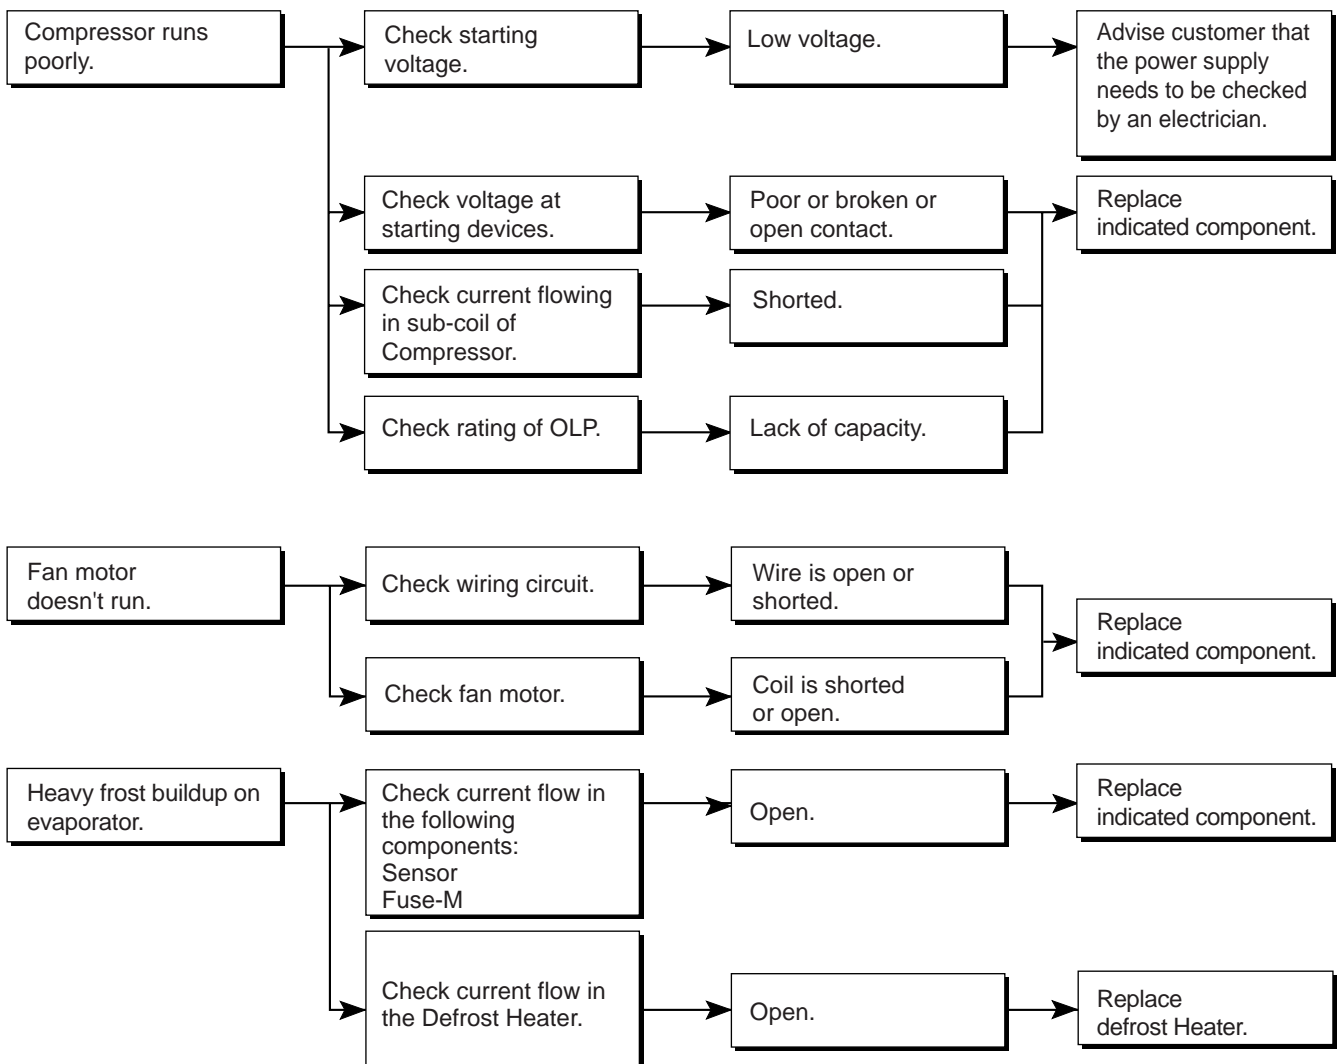 Compressor runs
poorly.
Check starting
voltage.
Low voltage.
Advise customer that
the power supply
needs to be checked
by an electrician.
Check voltage at
starting devices.
Poor or broken or
open contact.
Replace
indicated component.
Check current flowing
in sub-coil of
Compressor.
Shorted.
Check rating of OLP.
Lack of capacity.
Fan motor
doesn't run.
Check wiring circuit.
Wire is open or
shorted.
Replace
indicated component.
Check fan motor.
Coil is shorted
or open.
Heavy frost buildup on
evaporator.
Check current flow in
the following
components:
Sensor
Fuse-M
Open.
Replace
indicated component.
Check current flow in
the Defrost Heater.
Open.
Replace
defrost Heater.